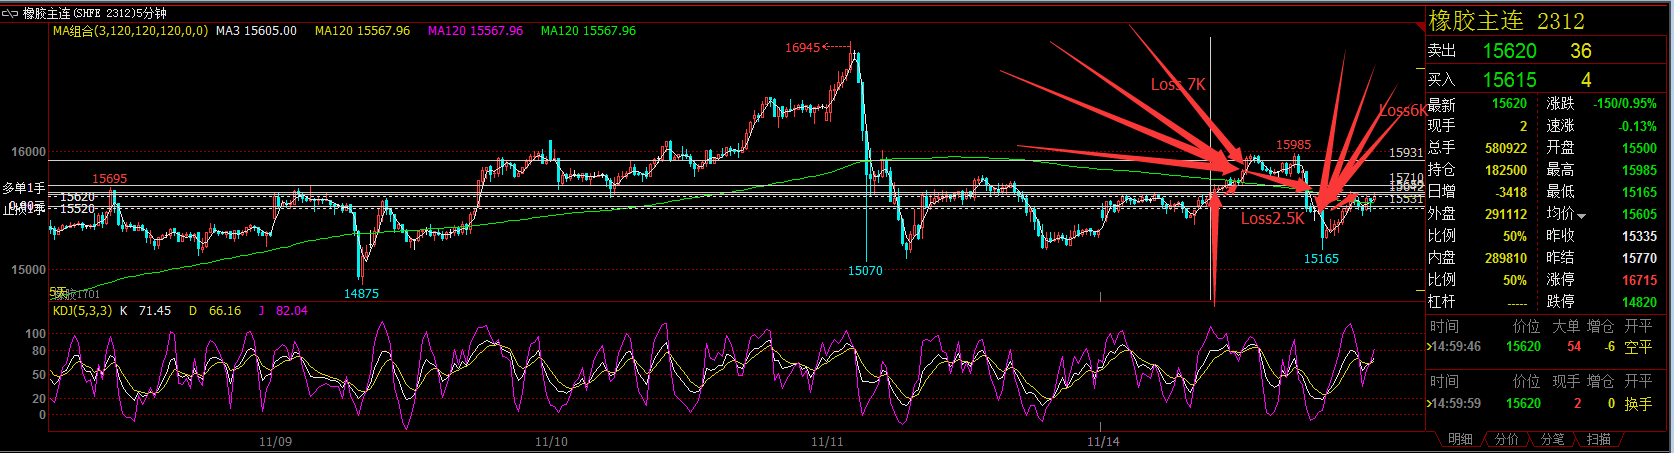 橡胶主连(SHFE 2312)5分钟
MA组合(3,120,120,120,0,0) MA3 15605.00 MA120 15567.96 MA120 15567.96 MA120 15567.96
16945
Loss 7K
Loss6K
16000
15985
15931
15695
15710
多单1手
15620
15531
15520
Loss2.5K
15165
15070
15000
14875
橡胶1701
KDJ(5,3,3) K 71.45 D 66.16 J 82.04
100
80
50
20
0
11/09 11/10 11/11 11/14
橡胶主连 2312
卖出 15620 36
买入 15615 4
最新 15620 涨跌 -150/0.95%
现手 2 速涨 -0.13%
总手 580922 开盘 15500
持仓 182500 最高 15985
日增 -3418 最低 15165
外盘 291112 均价 15605
比例 50% 昨收 15335
内盘 289810 昨结 15770
比例 50% 涨停 16715
杠杆 ----- 跌停 14820
时间 价位 大单 增仓 开平
14:59:46 15620 54 -6 空平
时间 价位 现手 增仓 开平
14:59:59 15620 2 0 换手
明细 分价 分笔 扫描